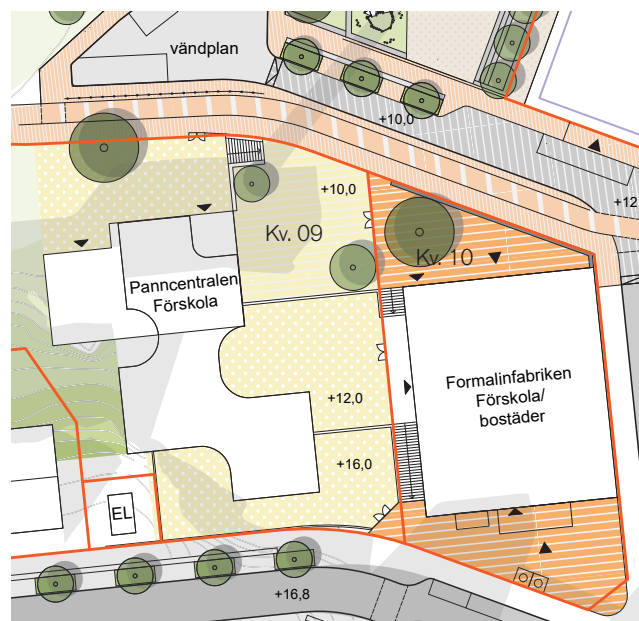 vändplan
+10,0
+12
+10,0
Kv. 09
Kv. 10
Panncentralen
Förskola
Formalinfabriken
Förskola/
bostäder
+12,0
+16,0
EL
+16,8